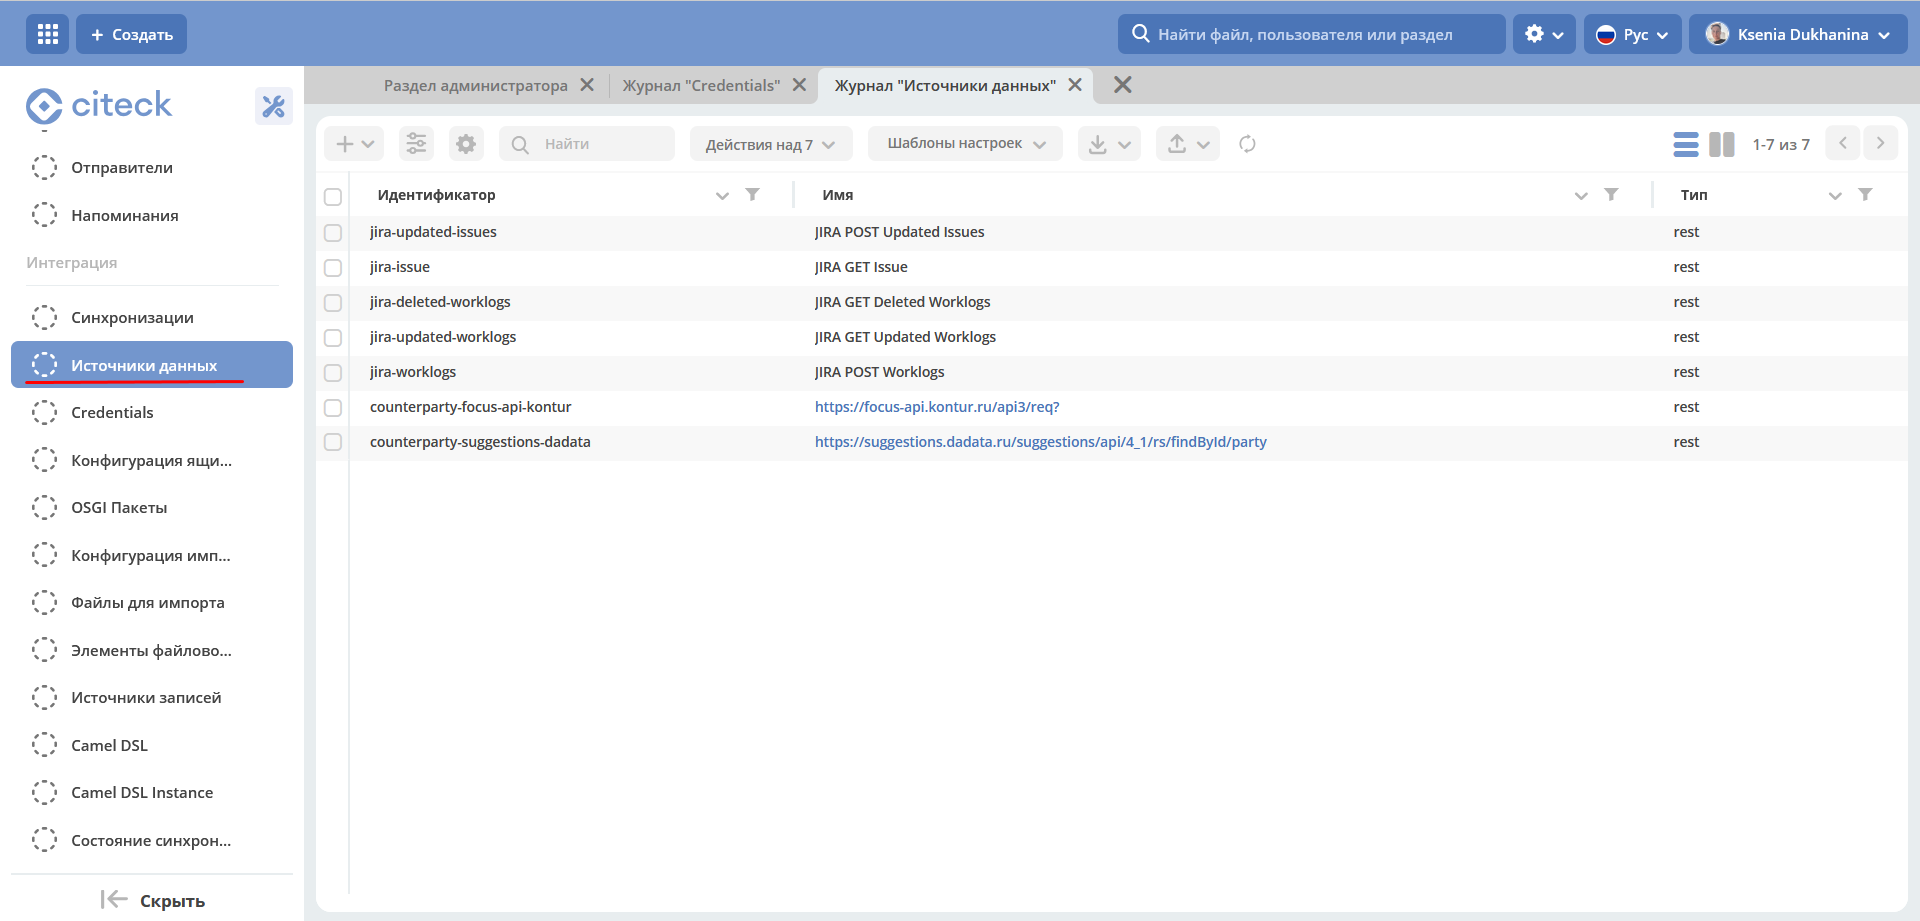 Создать
Найти файл, пользователя или раздел
Рус
Ksenia Dukhanina
citeck
Отправители
Напоминания
Интеграция
Синхронизации
Источники данных
Credentials
Конфигурация ящи...
OSGI Пакеты
Конфигурация имп...
Файлы для импорта
Элементы файлово...
Источники записей
Camel DSL
Camel DSL Instance
Состояние синхрон...
Скрыть
Раздел администратора
Журнал "Credentials"
Журнал "Источники данных"
Найти
Действия над 7
Шаблоны настроек
1-7 из 7
Идентификатор Имя Тип
jira-updated-issues JIRA POST Updated Issues rest
jira-issue JIRA GET Issue rest
jira-deleted-worklogs JIRA GET Deleted Worklogs rest
jira-updated-worklogs JIRA GET Updated Worklogs rest
jira-worklogs JIRA POST Worklogs rest
counterparty-focus-api-kontur https://focus-api.kontur.ru/api3/req? rest
counterparty-suggestions-dadata https://suggestions.dadata.ru/suggestions/api/4_1/rs/findById/party rest